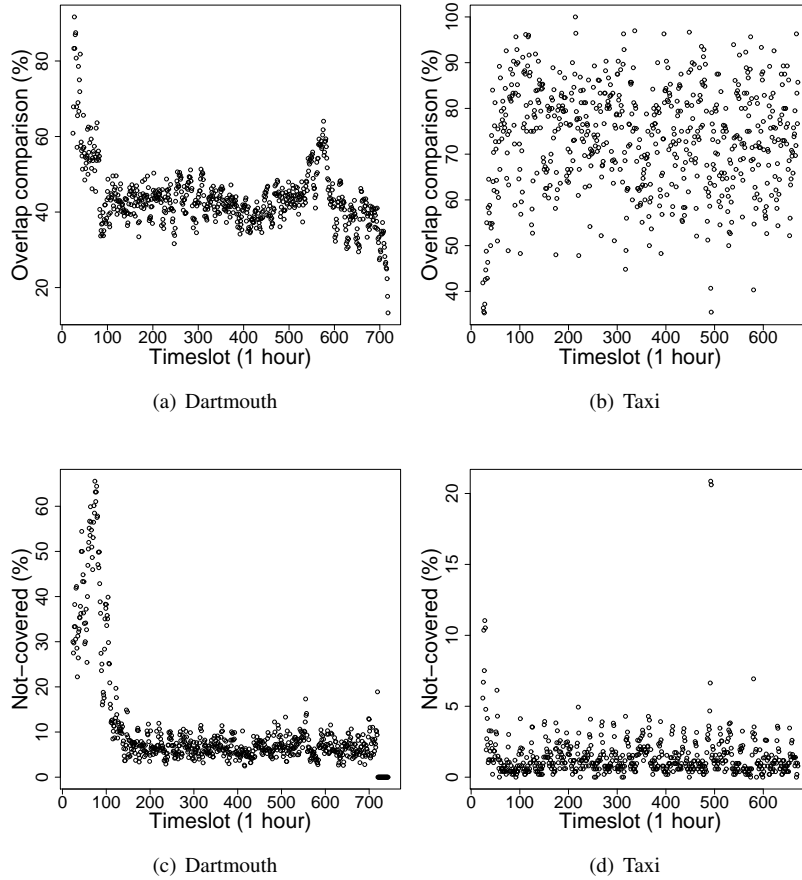 Overlap comparison (%)
20 40 60 80
0 100 200 300 400 500 600 700
Timeslot (1 hour)
(a) Dartmouth
Overlap comparison (%)
40 50 60 70 80 90 100
0 100 200 300 400 500 600
Timeslot (1 hour)
(b) Taxi
Not−covered (%)
0 10 20 30 40 50 60
0 100 200 300 400 500 600 700
Timeslot (1 hour)
(c) Dartmouth
Not−covered (%)
0 5 10 15 20
0 100 200 300 400 500 600
Timeslot (1 hour)
(d) Taxi